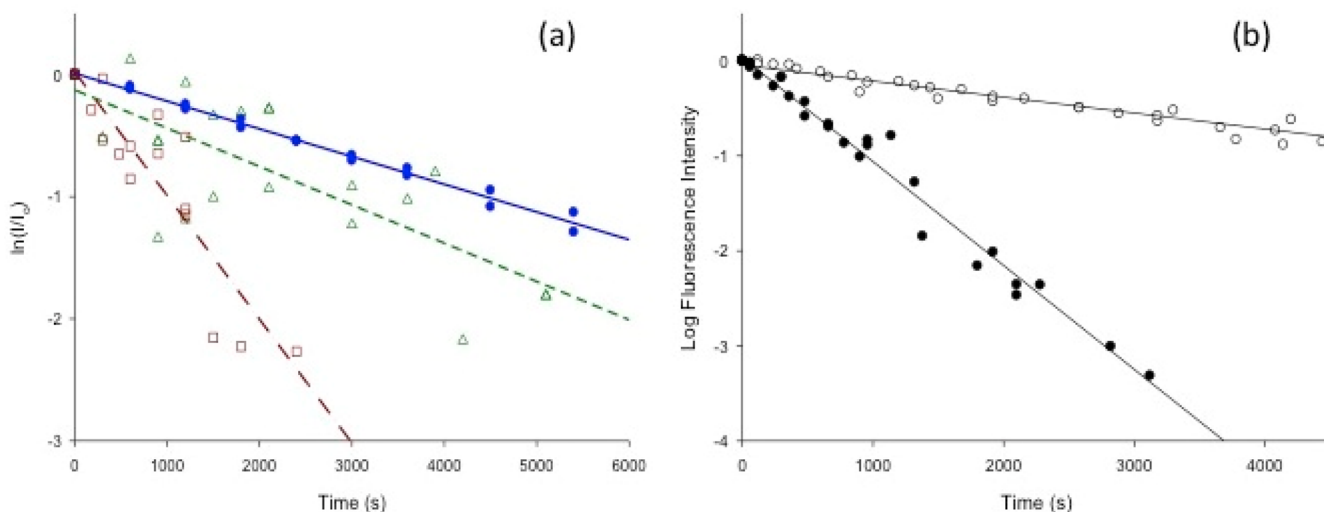 (a)
0
-1
-2
-3
ln(I/I₀)
0 1000 2000 3000 4000 5000 6000
Time (s)
(b)
0
-1
-2
-3
-4
Log Fluorescence Intensity
0 1000 2000 3000 4000
Time (s)